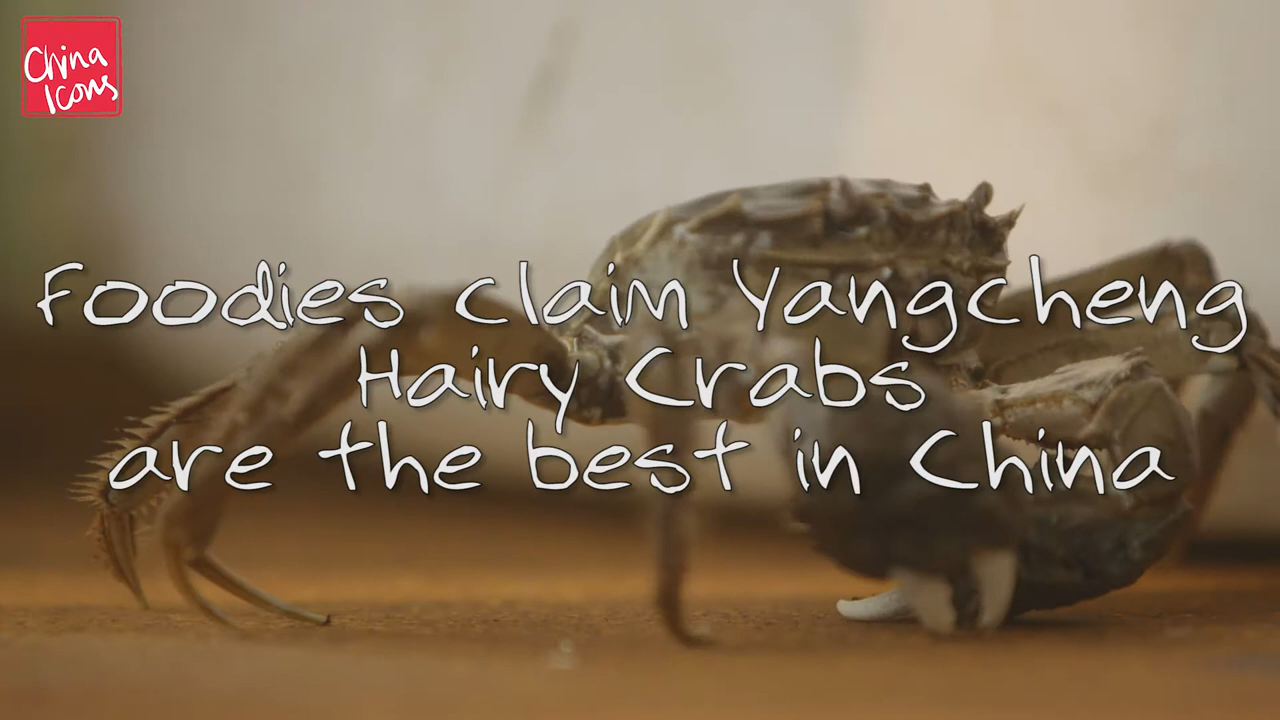 China
Icons
Foodies claim Yangcheng
Hairy Crabs
are the best in China